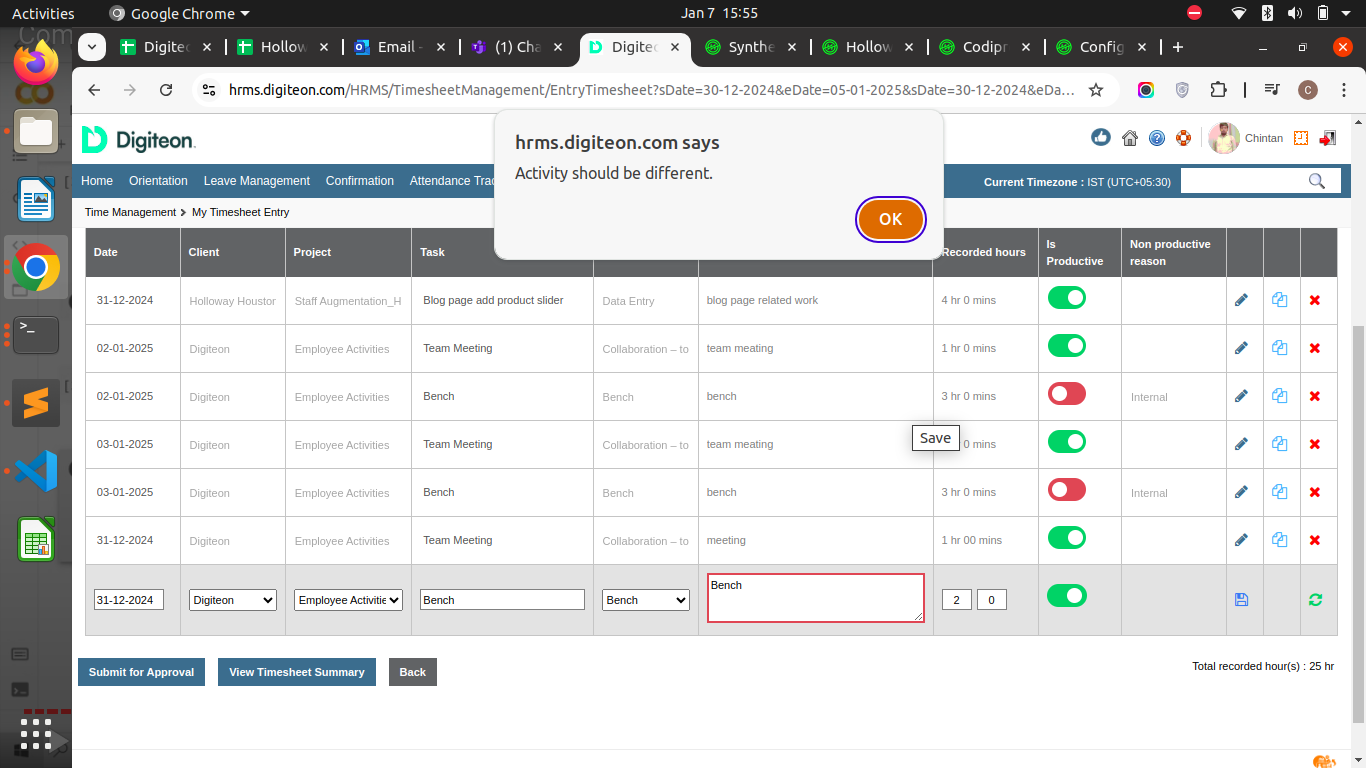 Activities
Google Chrome
Jan 7 15:55
Com
Digitec
Hollow
Email -
(1) Cha
Digitec
Synthe
Hollow
Codipr
Config
hrms.digiteon.com/HRMS/TimesheetManagement/EntryTimesheet?sDate=30-12-2024&eDate=05-01-2025&sDate=30-12-2024&eDa...
C
hrms.digiteon.com says
Activity should be different.
OK
Digiteon.
Chintan
Home Orientation Leave Management Confirmation Attendance Trac
Current Timezone : IST (UTC+05:30)
Time Management > My Timesheet Entry
Date Client Project Task Recorded hours Is Productive Non productive reason
31-12-2024 Holloway Houstor Staff Augmentation_H Blog page add product slider Data Entry blog page related work 4 hr 0 mins
02-01-2025 Digiteon Employee Activities Team Meeting Collaboration – to team meating 1 hr 0 mins
02-01-2025 Digiteon Employee Activities Bench Bench bench 3 hr 0 mins Internal
Save
03-01-2025 Digiteon Employee Activities Team Meeting Collaboration – to team meating 0 mins
03-01-2025 Digiteon Employee Activities Bench Bench bench 3 hr 0 mins Internal
31-12-2024 Digiteon Employee Activities Team Meeting Collaboration – to meeting 1 hr 00 mins
31-12-2024 Digiteon Employee Activitie Bench Bench Bench 2 0
Submit for Approval View Timesheet Summary Back
Total recorded hour(s) : 25 hr